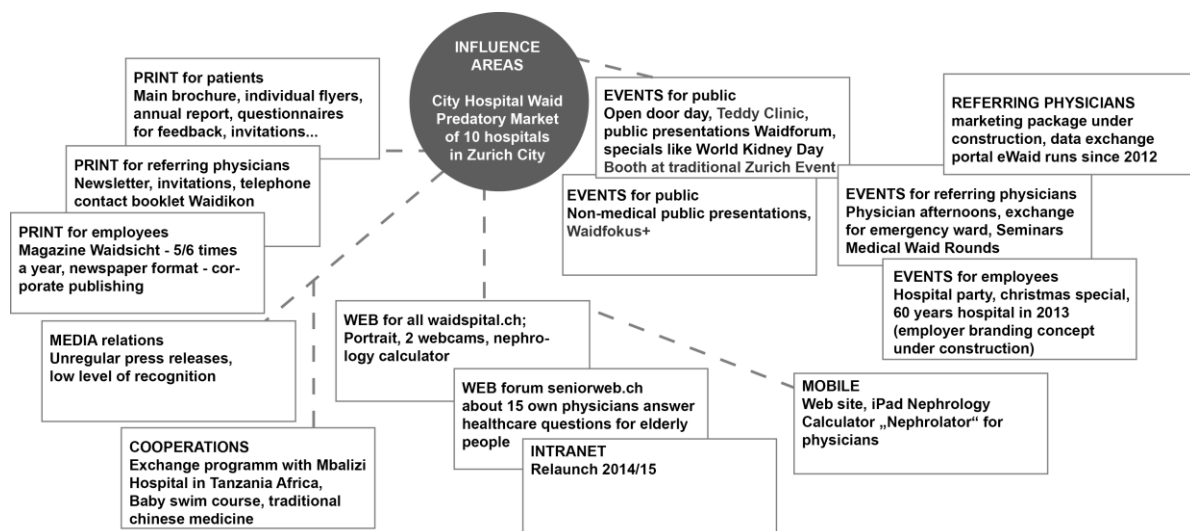 INFLUENCE
AREAS
City Hospital Waid
Predatory Market
of 10 hospitals
in Zurich City
PRINT for patients
Main brochure, individual flyers,
annual report, questionnaires
for feedback, invitations...
PRINT for referring physicians
Newsletter, invitations, telephone
contact booklet Waidikon
PRINT for employees
Magazine Waidsicht - 5/6 times
a year, newspaper format - cor-
porate publishing
MEDIA relations
Unregular press releases,
low level of recognition
COOPERATIONS
Exchange programm with Mbalizi
Hospital in Tanzania Africa,
Baby swim course, traditional
chinese medicine
WEB for all waidspital.ch;
Portrait, 2 webcams, nephro-
logy calculator
WEB forum seniorweb.ch
about 15 own physicians answer
healthcare questions for elderly
people
INTRANET
Relaunch 2014/15
EVENTS for public
Open door day, Teddy Clinic,
public presentations Waidforum,
specials like World Kidney Day
Booth at traditional Zurich Event
EVENTS for public
Non-medical public presentations,
Waidfokus+
REFERRING PHYSICIANS
marketing package under
construction, data exchange
portal eWaid runs since 2012
EVENTS for referring physicians
Physician afternoons, exchange
for emergency ward, Seminars
Medical Waid Rounds
EVENTS for employees
Hospital party, christmas special,
60 years hospital in 2013
(employer branding concept
under construction)
MOBILE
Web site, iPad Nephrology
Calculator „Nephrolator“ for
physicians